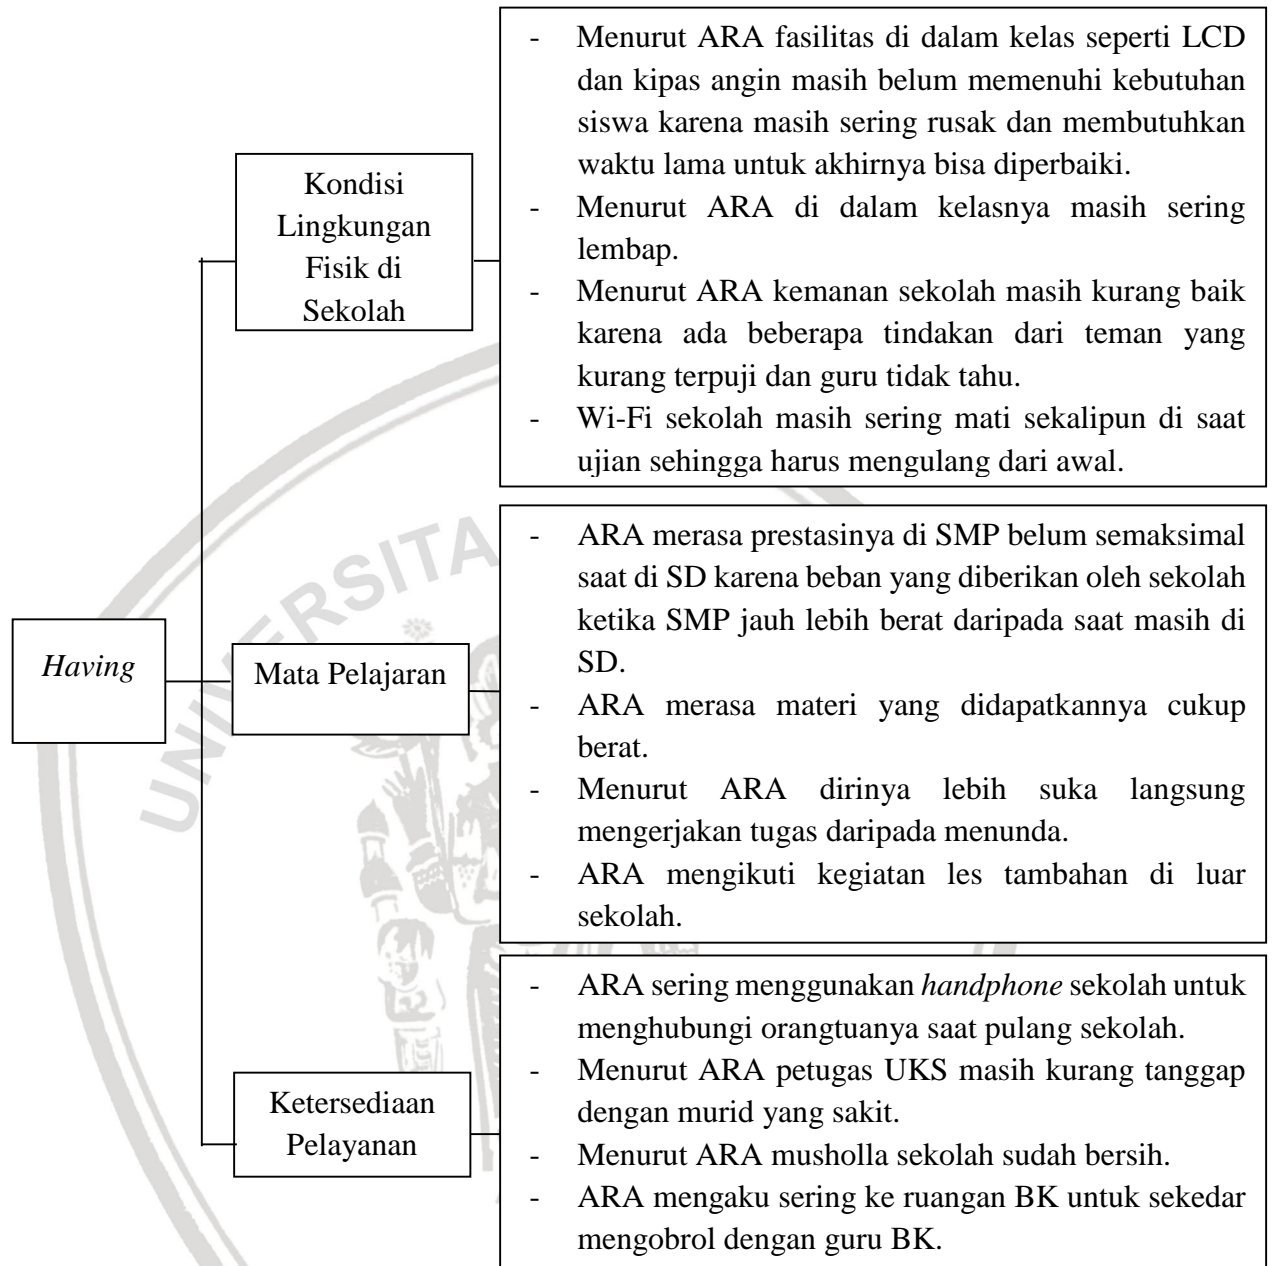 Having
Kondisi
Lingkungan
Fisik di
Sekolah
- Menurut ARA fasilitas di dalam kelas seperti LCD
dan kipas angin masih belum memenuhi kebutuhan
siswa karena masih sering rusak dan membutuhkan
waktu lama untuk akhirnya bisa diperbaiki.
- Menurut ARA di dalam kelasnya masih sering
lembap.
- Menurut ARA kemanan sekolah masih kurang baik
karena ada beberapa tindakan dari teman yang
kurang terpuji dan guru tidak tahu.
- Wi-Fi sekolah masih sering mati sekalipun di saat
ujian sehingga harus mengulang dari awal.
Mata Pelajaran
- ARA merasa prestasinya di SMP belum semaksimal
saat di SD karena beban yang diberikan oleh sekolah
ketika SMP jauh lebih berat daripada saat masih di
SD.
- ARA merasa materi yang didapatkannya cukup
berat.
- Menurut ARA dirinya lebih suka langsung
mengerjakan tugas daripada menunda.
- ARA mengikuti kegiatan les tambahan di luar
sekolah.
Ketersediaan
Pelayanan
- ARA sering menggunakan handphone sekolah untuk
menghubungi orangtuanya saat pulang sekolah.
- Menurut ARA petugas UKS masih kurang tanggap
dengan murid yang sakit.
- Menurut ARA musholla sekolah sudah bersih.
- ARA mengaku sering ke ruangan BK untuk sekedar
mengobrol dengan guru BK.
UNIVERSITA